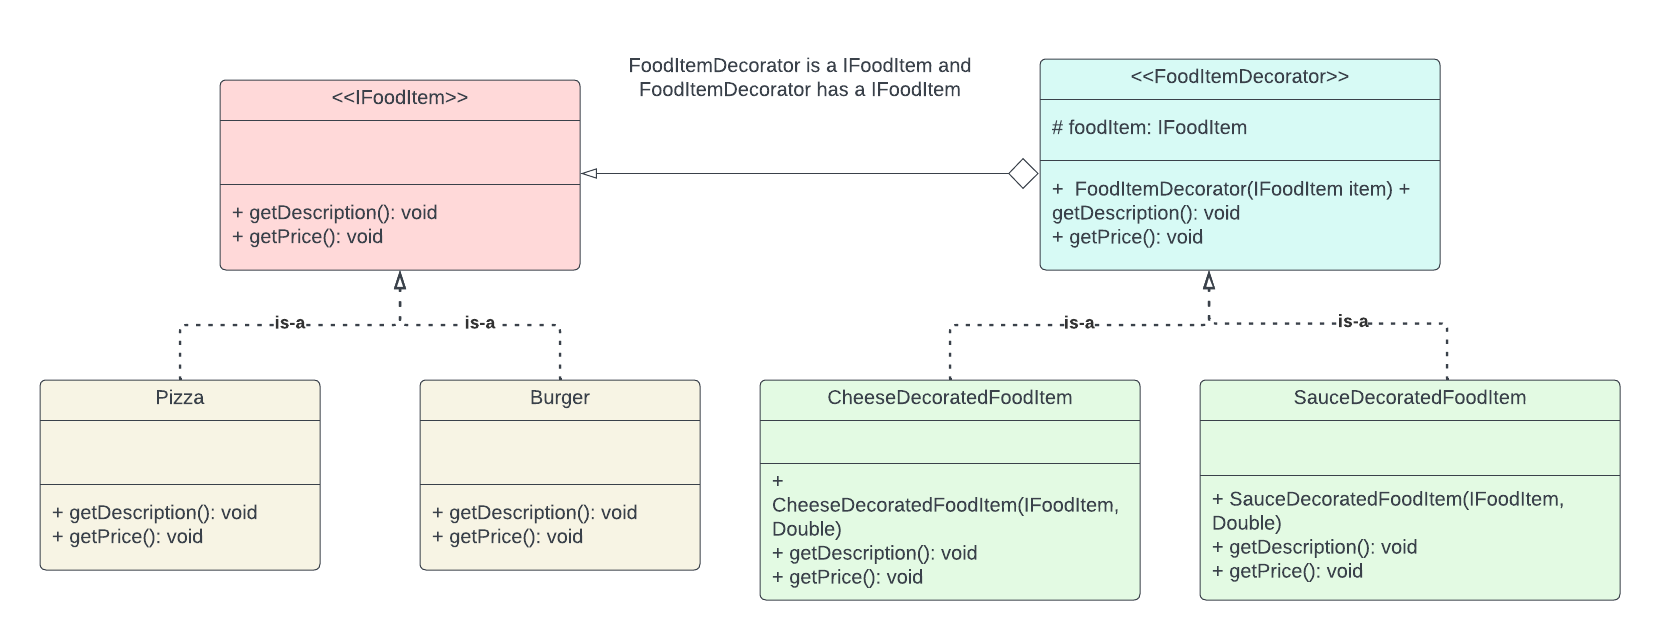 FoodItemDecorator is a IFoodItem and
FoodItemDecorator has a IFoodItem
<<IFoodItem>>
+ getDescription(): void
+ getPrice(): void
<<FoodItemDecorator>>
# foodItem: IFoodItem
+  FoodItemDecorator(IFoodItem item) +
getDescription(): void
+ getPrice(): void
is-a
is-a
is-a
is-a
Pizza
+ getDescription(): void
+ getPrice(): void
Burger
+ getDescription(): void
+ getPrice(): void
CheeseDecoratedFoodItem
+
CheeseDecoratedFoodItem(IFoodItem,
Double)
+ getDescription(): void
+ getPrice(): void
SauceDecoratedFoodItem
+ SauceDecoratedFoodItem(IFoodItem,
Double)
+ getDescription(): void
+ getPrice(): void